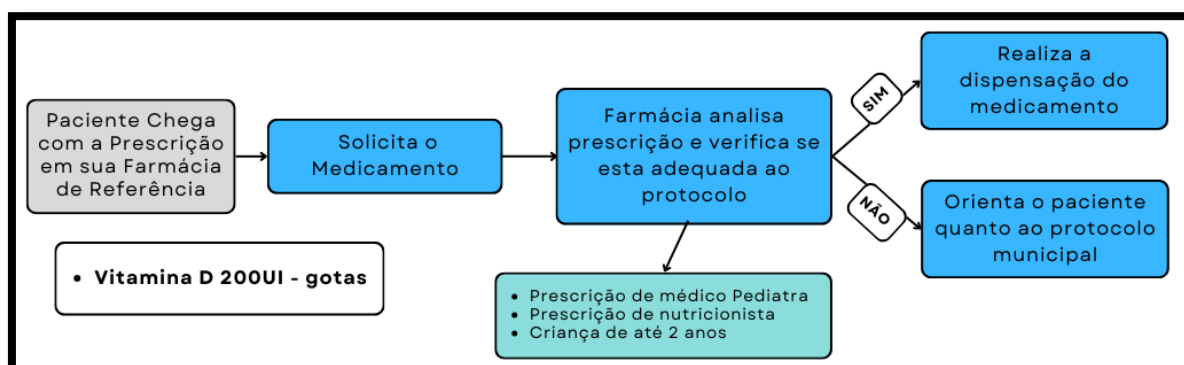 Paciente Chega
com a Prescrição
em sua Farmácia
de Referência
Solicita o
Medicamento
Farmácia analisa
prescrição e verifica se
esta adequada ao
protocolo
SIM
Realiza a
dispensação do
medicamento
NÃO
Orienta o paciente
quanto ao protocolo
municipal
• Vitamina D 200UI - gotas
• Prescrição de médico Pediatra
• Prescrição de nutricionista
• Criança de até 2 anos